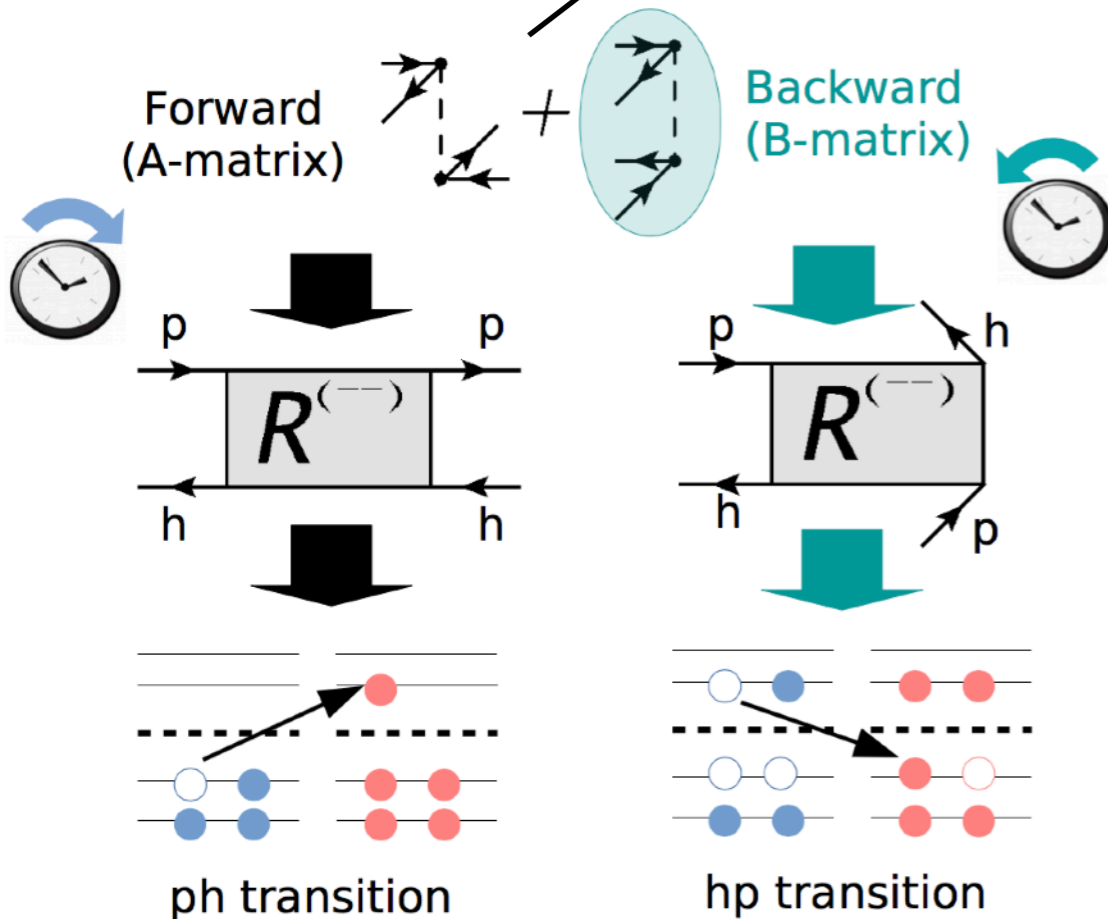 Forward
(A-matrix)
+
Backward
(B-matrix)
p p
R(−−)
h h
p h
R(−−)
h p
ph transition
hp transition